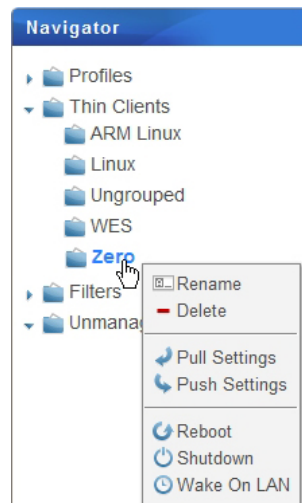 Navigator
Profiles
Thin Clients
ARM Linux
Linux
Ungrouped
WES
Zero
Filters
Rename
Delete
Pull Settings
Push Settings
Reboot
Shutdown
Wake On LAN